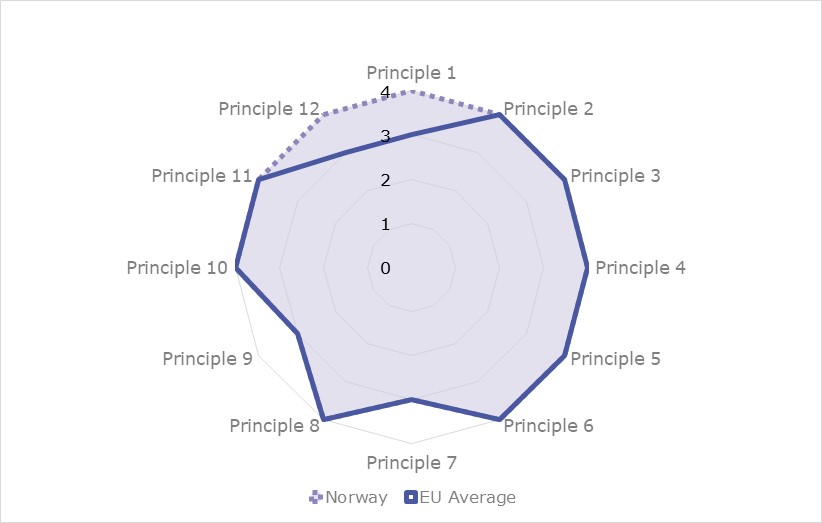 Principle 1
Principle 2
Principle 3
Principle 4
Principle 5
Principle 6
Principle 7
Principle 8
Principle 9
Principle 10
Principle 11
Principle 12
4
3
2
1
0
Norway
EU Average